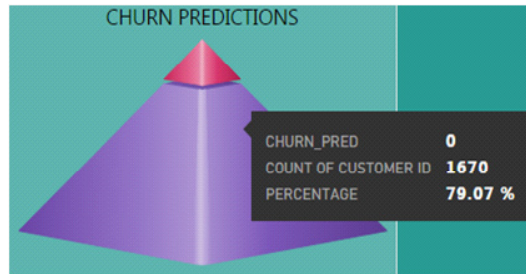 CHURN PREDICTIONS
CHURN_PRED 0
COUNT OF CUSTOMER ID 1670
PERCENTAGE 79.07 %